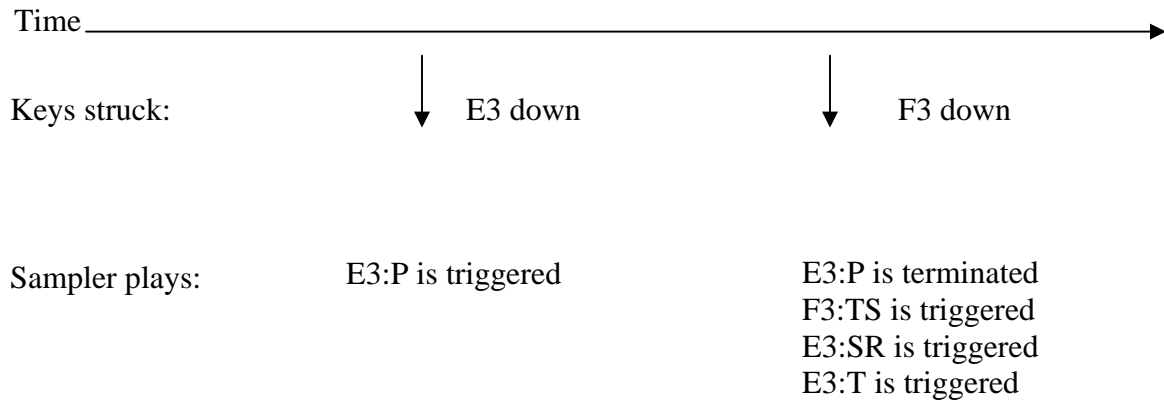 Time
Keys struck: E3 down F3 down
Sampler plays: E3:P is triggered E3:P is terminated
F3:TS is triggered
E3:SR is triggered
E3:T is triggered